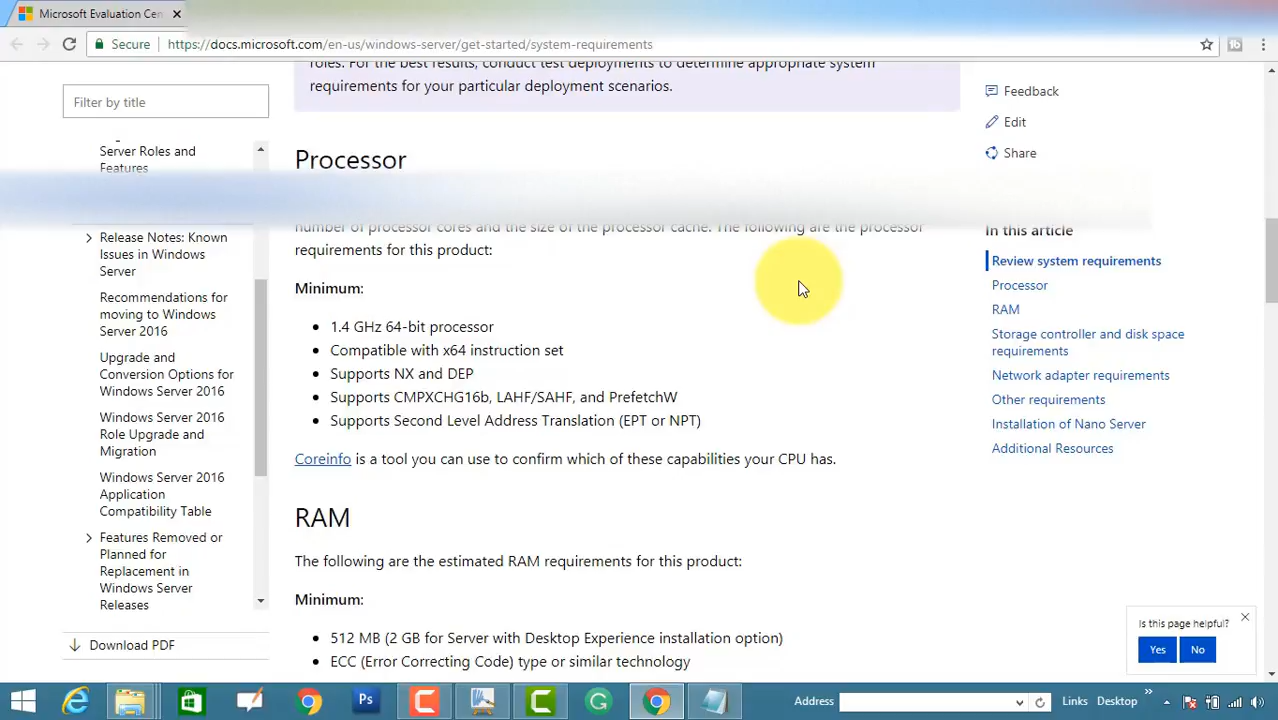 Microsoft Evaluation Cen
Secure
https://docs.microsoft.com/en-us/windows-server/get-started/system-requirements
roles. For the best results, conduct test deployments to determine appropriate system
requirements for your particular deployment scenarios.
Filter by title
Server Roles and
Features
Release Notes: Known
Issues in Windows
Server
Recommendations for
moving to Windows
Server 2016
Upgrade and
Conversion Options for
Windows Server 2016
Windows Server 2016
Role Upgrade and
Migration
Windows Server 2016
Application
Compatibility Table
Features Removed or
Planned for
Replacement in
Windows Server
Releases
Download PDF
Processor
number of processor cores and the size of the processor cache. The following are the processor
requirements for this product:
Minimum:
• 1.4 GHz 64-bit processor
• Compatible with x64 instruction set
• Supports NX and DEP
• Supports CMPXCHG16b, LAHF/SAHF, and PrefetchW
• Supports Second Level Address Translation (EPT or NPT)
Coreinfo is a tool you can use to confirm which of these capabilities your CPU has.
RAM
The following are the estimated RAM requirements for this product:
Minimum:
• 512 MB (2 GB for Server with Desktop Experience installation option)
• ECC (Error Correcting Code) type or similar technology
Feedback
Edit
Share
In this article
Review system requirements
Processor
RAM
Storage controller and disk space
requirements
Network adapter requirements
Other requirements
Installation of Nano Server
Additional Resources
Is this page helpful?
Yes
No
Ps
Address
Links
Desktop